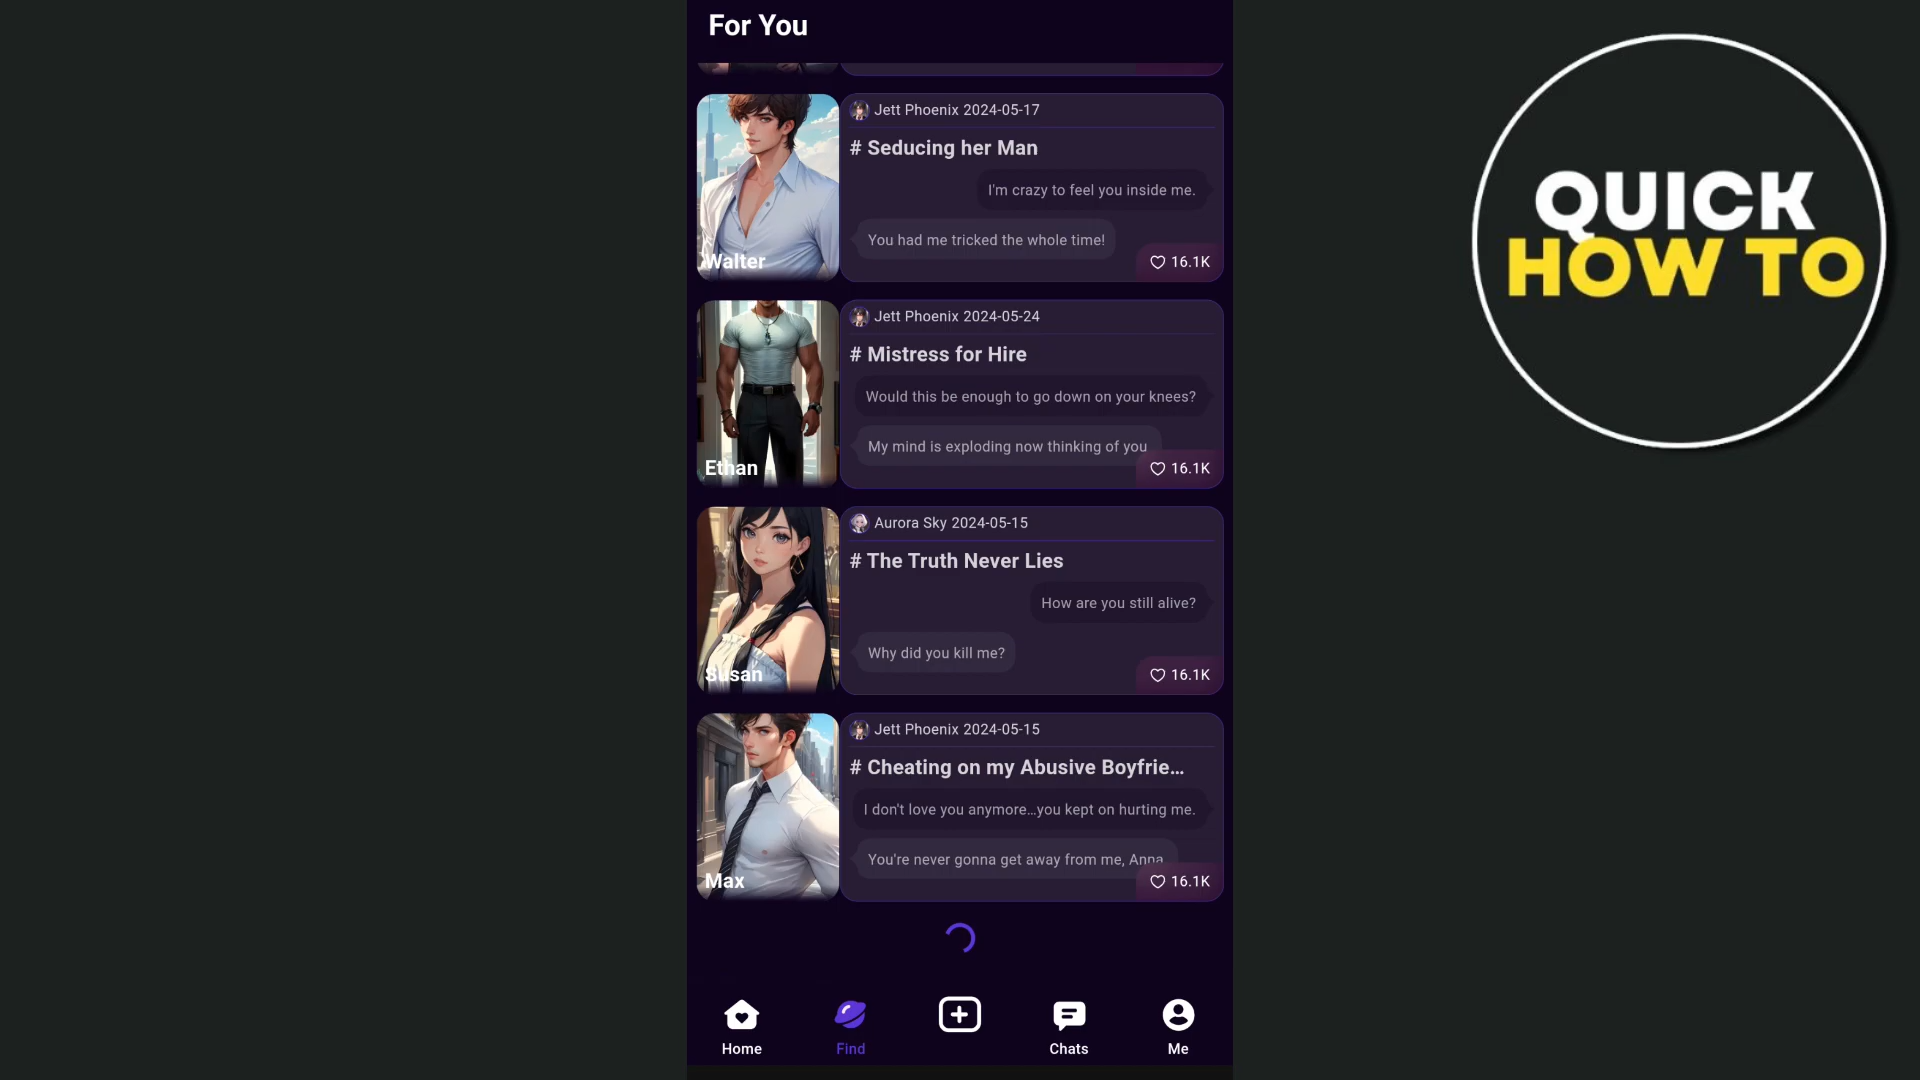 For You
Jett Phoenix 2024-05-17
# Seducing her Man
I'm crazy to feel you inside me.
You had me tricked the whole time!
Walter
16.1K
Jett Phoenix 2024-05-24
# Mistress for Hire
Would this be enough to go down on your knees?
My mind is exploding now thinking of you
Ethan
16.1K
Aurora Sky 2024-05-15
# The Truth Never Lies
How are you still alive?
Why did you kill me?
Susan
16.1K
Jett Phoenix 2024-05-15
# Cheating on my Abusive Boyfrie...
I don't love you anymore...you kept on hurting me.
You're never gonna get away from me, Anna
Max
16.1K
Home
Find
Chats
Me
QUICK
HOW TO